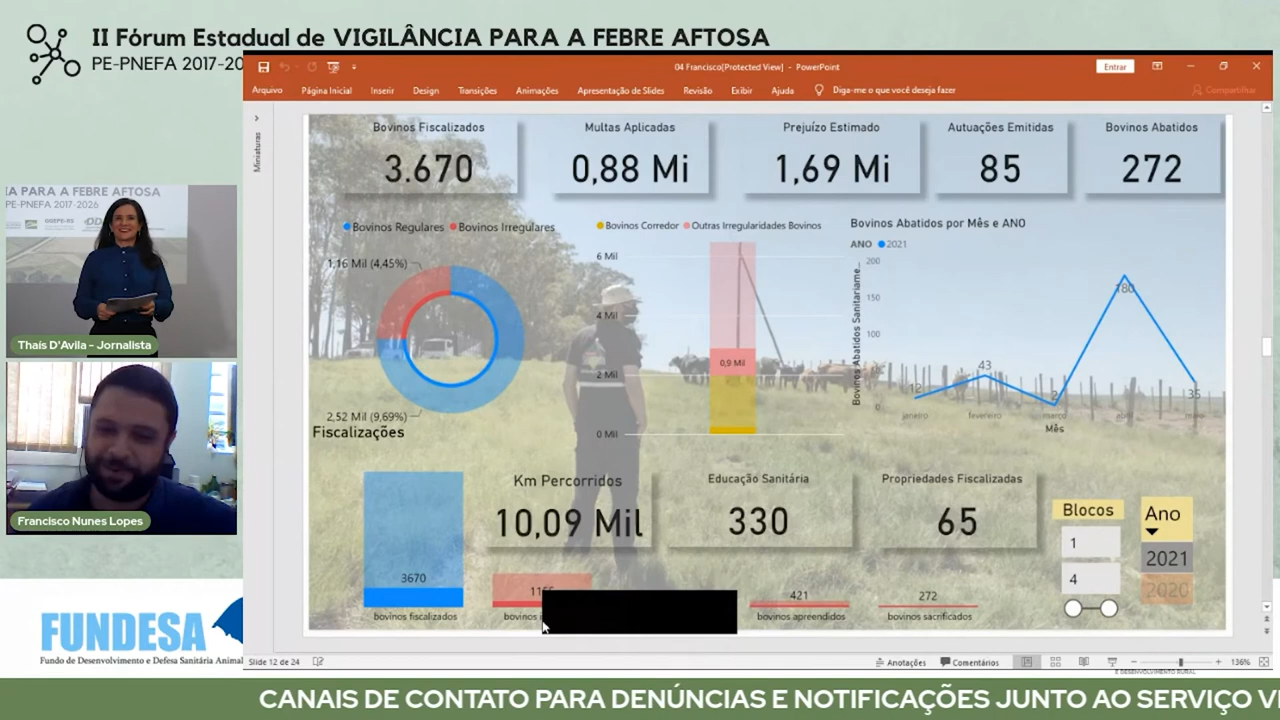 II Fórum Estadual de VIGILÂNCIA PARA A FEBRE AFTOSA
PE-PNEFA 2017-20
04 Francisco[Protected View] - PowerPoint
Entrar
Arquivo Página Inicial Inserir Design Transições Animações Apresentação de Slides Revisão Exibir Ajuda Diga-me o que você deseja fazer
Compartilhar
Miniaturas
Bovinos Fiscalizados
3.670
Multas Aplicadas
0,88 Mi
Prejuízo Estimado
1,69 Mi
Autuações Emitidas
85
Bovinos Abatidos
272
Bovinos Regulares Bovinos Irregulares
1,16 Mil (4,45%)
2,52 Mil (9,69%)
Bovinos Corredor Outras Irregularidades Bovinos
6 Mil
4 Mil
2 Mil
0 Mil
0,9 Mil
Bovinos Abatidos por Mês e ANO
ANO 2021
Bovinos Abatidos Sanitariame...
200
150
100
0
12
43
2
180
35
janeiro fevereiro março abril maio
Mês
Fiscalizações
3670
bovinos fiscalizados
bovinos
421
bovinos apreendidos
272
bovinos sacrificados
Km Percorridos
10,09 Mil
Educação Sanitária
330
Propriedades Fiscalizadas
65
Blocos
1
4
Ano
2021
2020
IA PARA A FEBRE AFTOSA
PE-PNEFA 2017-2026
Thaís D'Avila - Jornalista
Francisco Nunes Lopes
FUNDESA
Fundo de Desenvolvimento e Defesa Sanitária Animal
Slide 12 de 24
Anotações Comentários
136%
E DESENVOLVIMENTO RURAL
CANAIS DE CONTATO PARA DENÚNCIAS E NOTIFICAÇÕES JUNTO AO SERVIÇO V